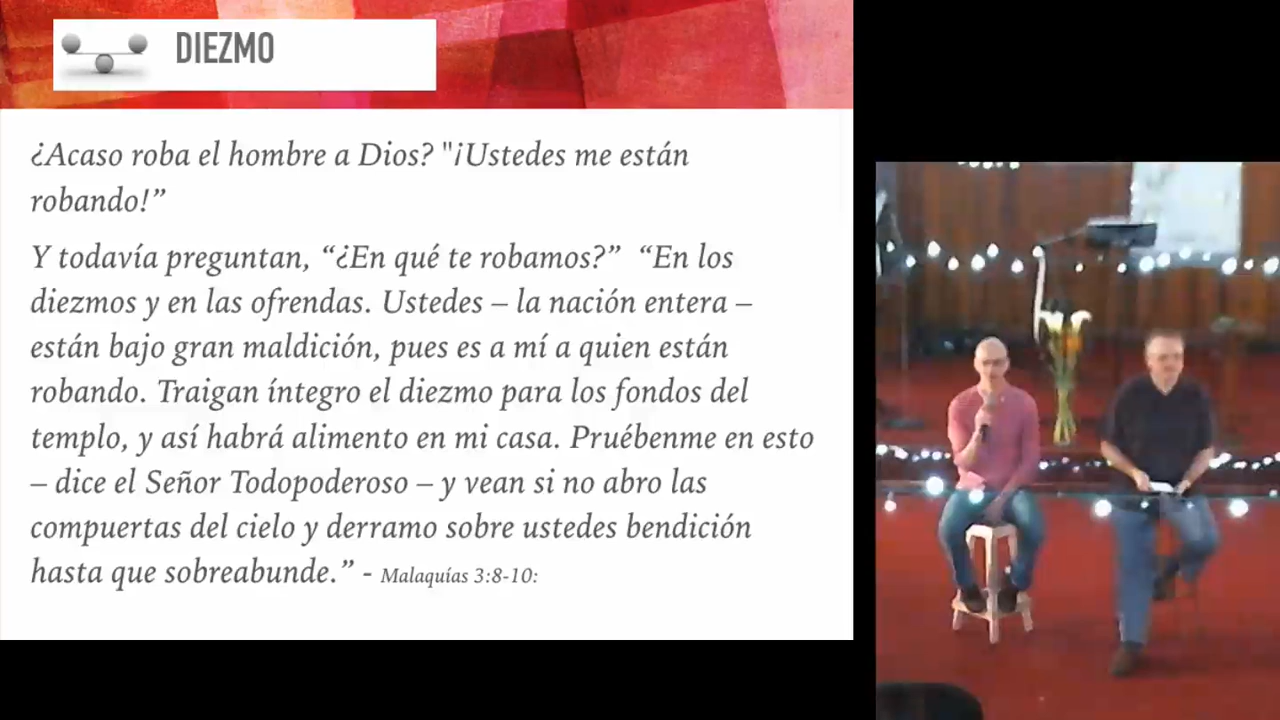 DIEZMO
¿Acaso roba el hombre a Dios? "¡Ustedes me están
robando!”
Y todavía preguntan, “¿En qué te robamos?” “En los
diezmos y en las ofrendas. Ustedes – la nación entera –
están bajo gran maldición, pues es a mí a quien están
robando. Traigan íntegro el diezmo para los fondos del
templo, y así habrá alimento en mi casa. Pruébenme en esto
– dice el Señor Todopoderoso – y vean si no abro las
compuertas del cielo y derramo sobre ustedes bendición
hasta que sobreabunde.” - Malaquías 3:8-10: